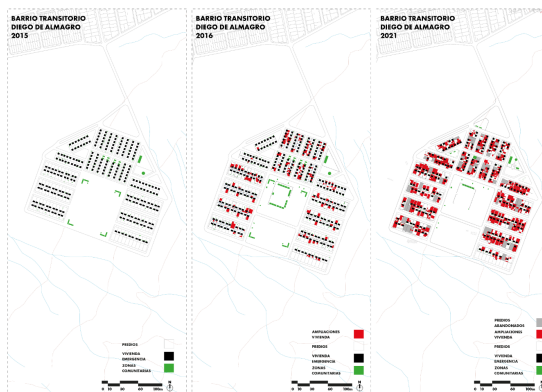 BARRIO TRANSITORIO
DIEGO DE ALMAGRO
2015
PREDIOS
VIVIENDA
EMERGENCIA
ZONAS
COMUNITARIAS
BARRIO TRANSITORIO
DIEGO DE ALMAGRO
2016
AMPLIACIONES
VIVIENDA
PREDIOS
VIVIENDA
EMERGENCIA
ZONAS
COMUNITARIAS
BARRIO TRANSITORIO
DIEGO DE ALMAGRO
2021
PREDIOS
ABANDONADOS
AMPLIACIONES
VIVIENDA
PREDIOS
VIVIENDA
EMERGENCIA
ZONAS
COMUNITARIAS